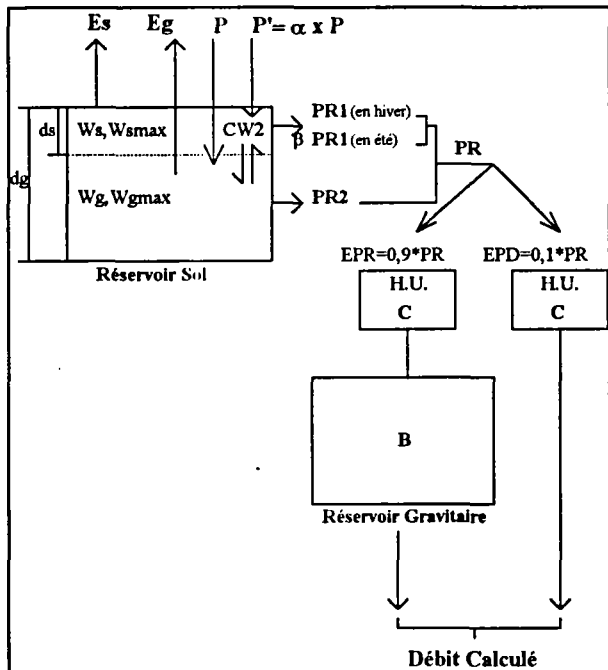 Es Eg P P'= α x P
ds Ws, Wsmax CW2 PR1 (en hiver)
β PR1 (en été)
dg PR
Wg, Wgmax PR2
Réservoir Sol
EPR=0,9*PR EPD=0,1*PR
H.U. H.U.
C C
B
Réservoir Gravitaire
Débit Calculé